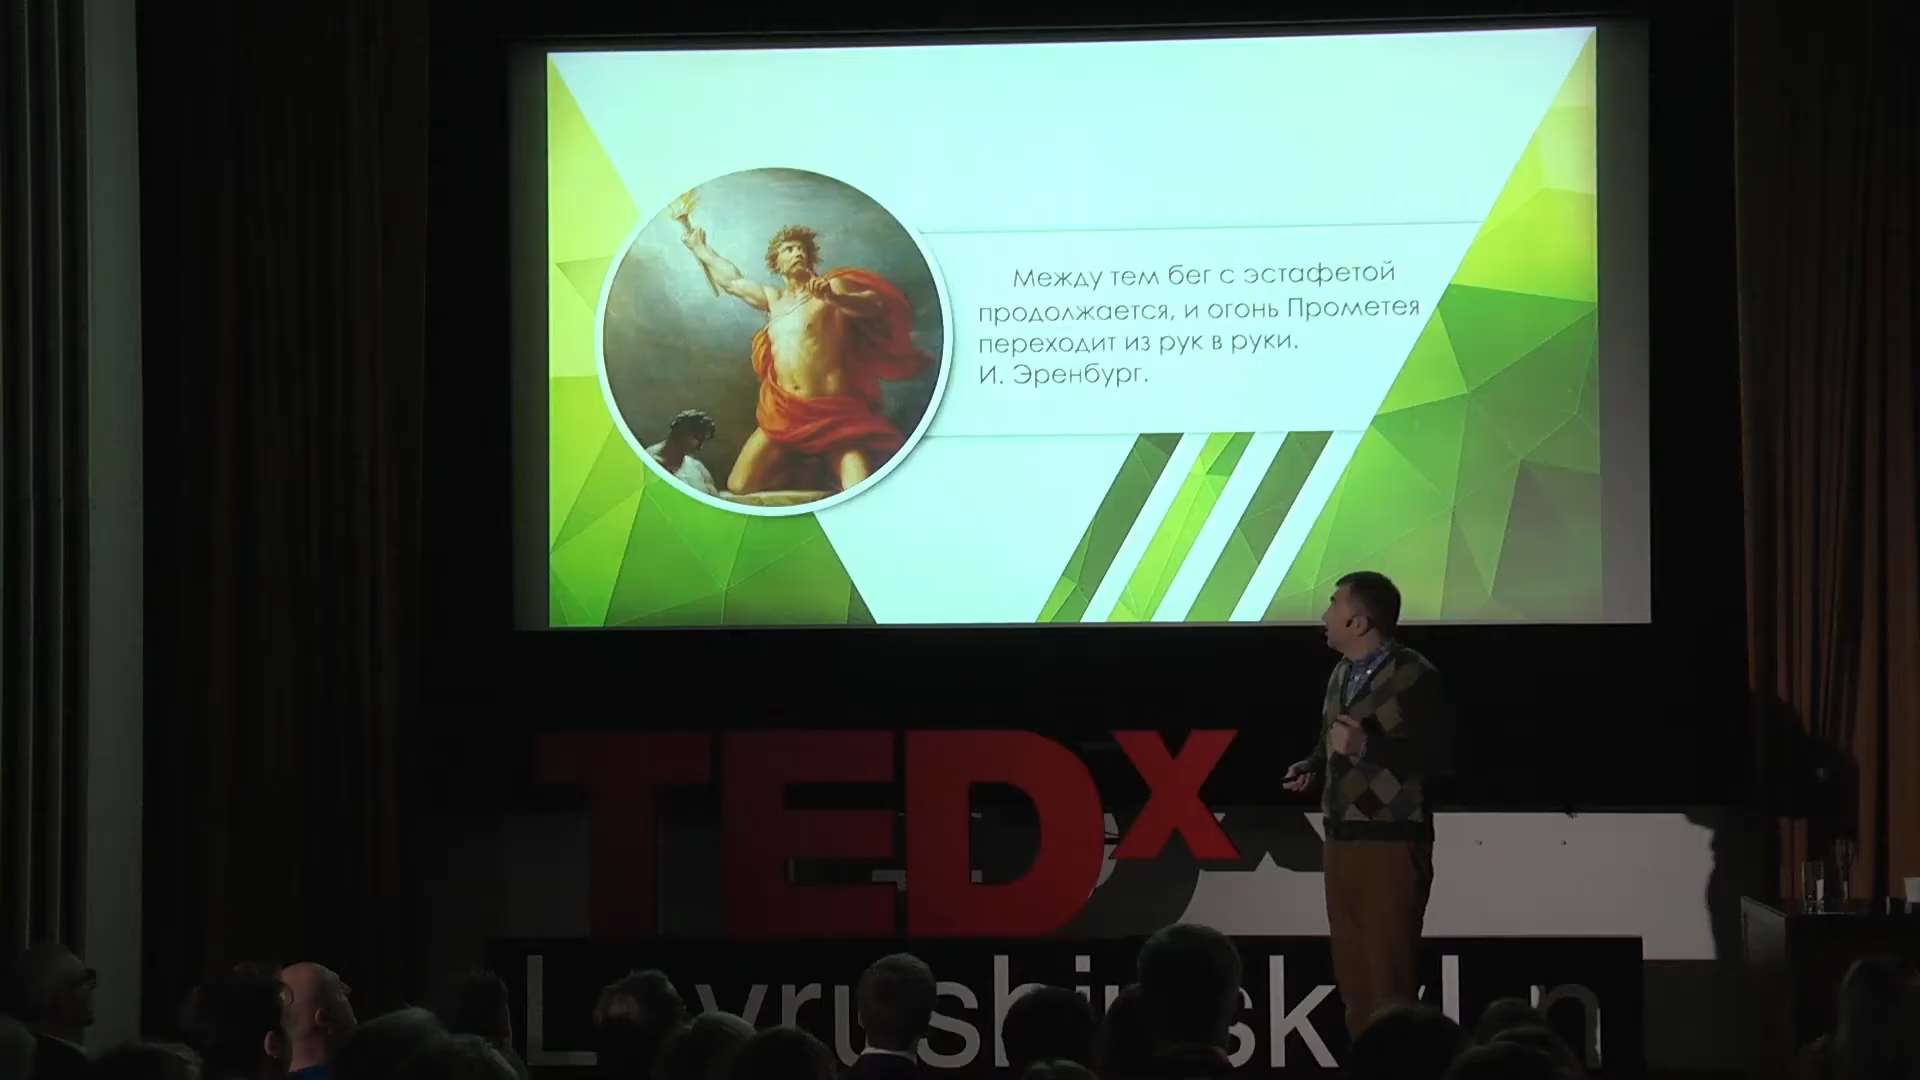 Между тем бег с эстафетой
продолжается, и огонь Прометея
переходит из рук в руки.
И. Эренбург.
TEDx